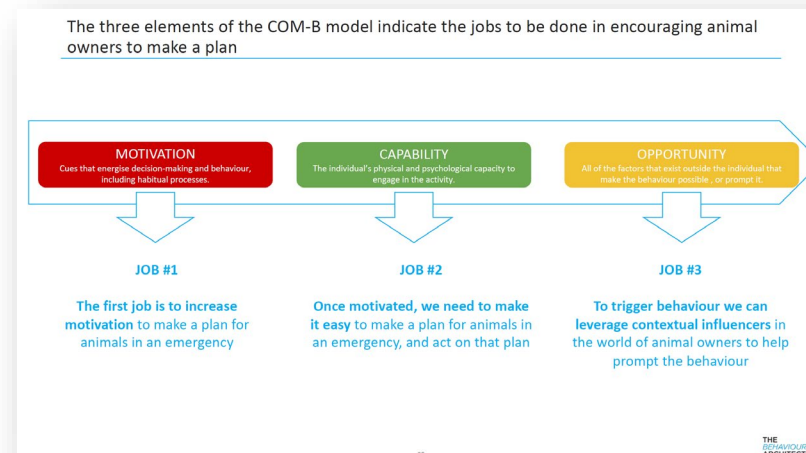 The three elements of the COM-B model indicate the jobs to be done in encouraging animal
owners to make a plan
MOTIVATION
Cues that energise decision-making and behaviour,
including habitual processes.
CAPABILITY
The individual's physical and psychological capacity to
engage in the activity.
OPPORTUNITY
All of the factors that exist outside the individual that
make the behaviour possible , or prompt it.
JOB #1
The first job is to increase
motivation to make a plan for
animals in an emergency
JOB #2
Once motivated, we need to make
it easy to make a plan for animals in
an emergency, and act on that plan
JOB #3
To trigger behaviour we can
leverage contextual influencers in
the world of animal owners to help
prompt the behaviour
THE
BEHAVIOUR